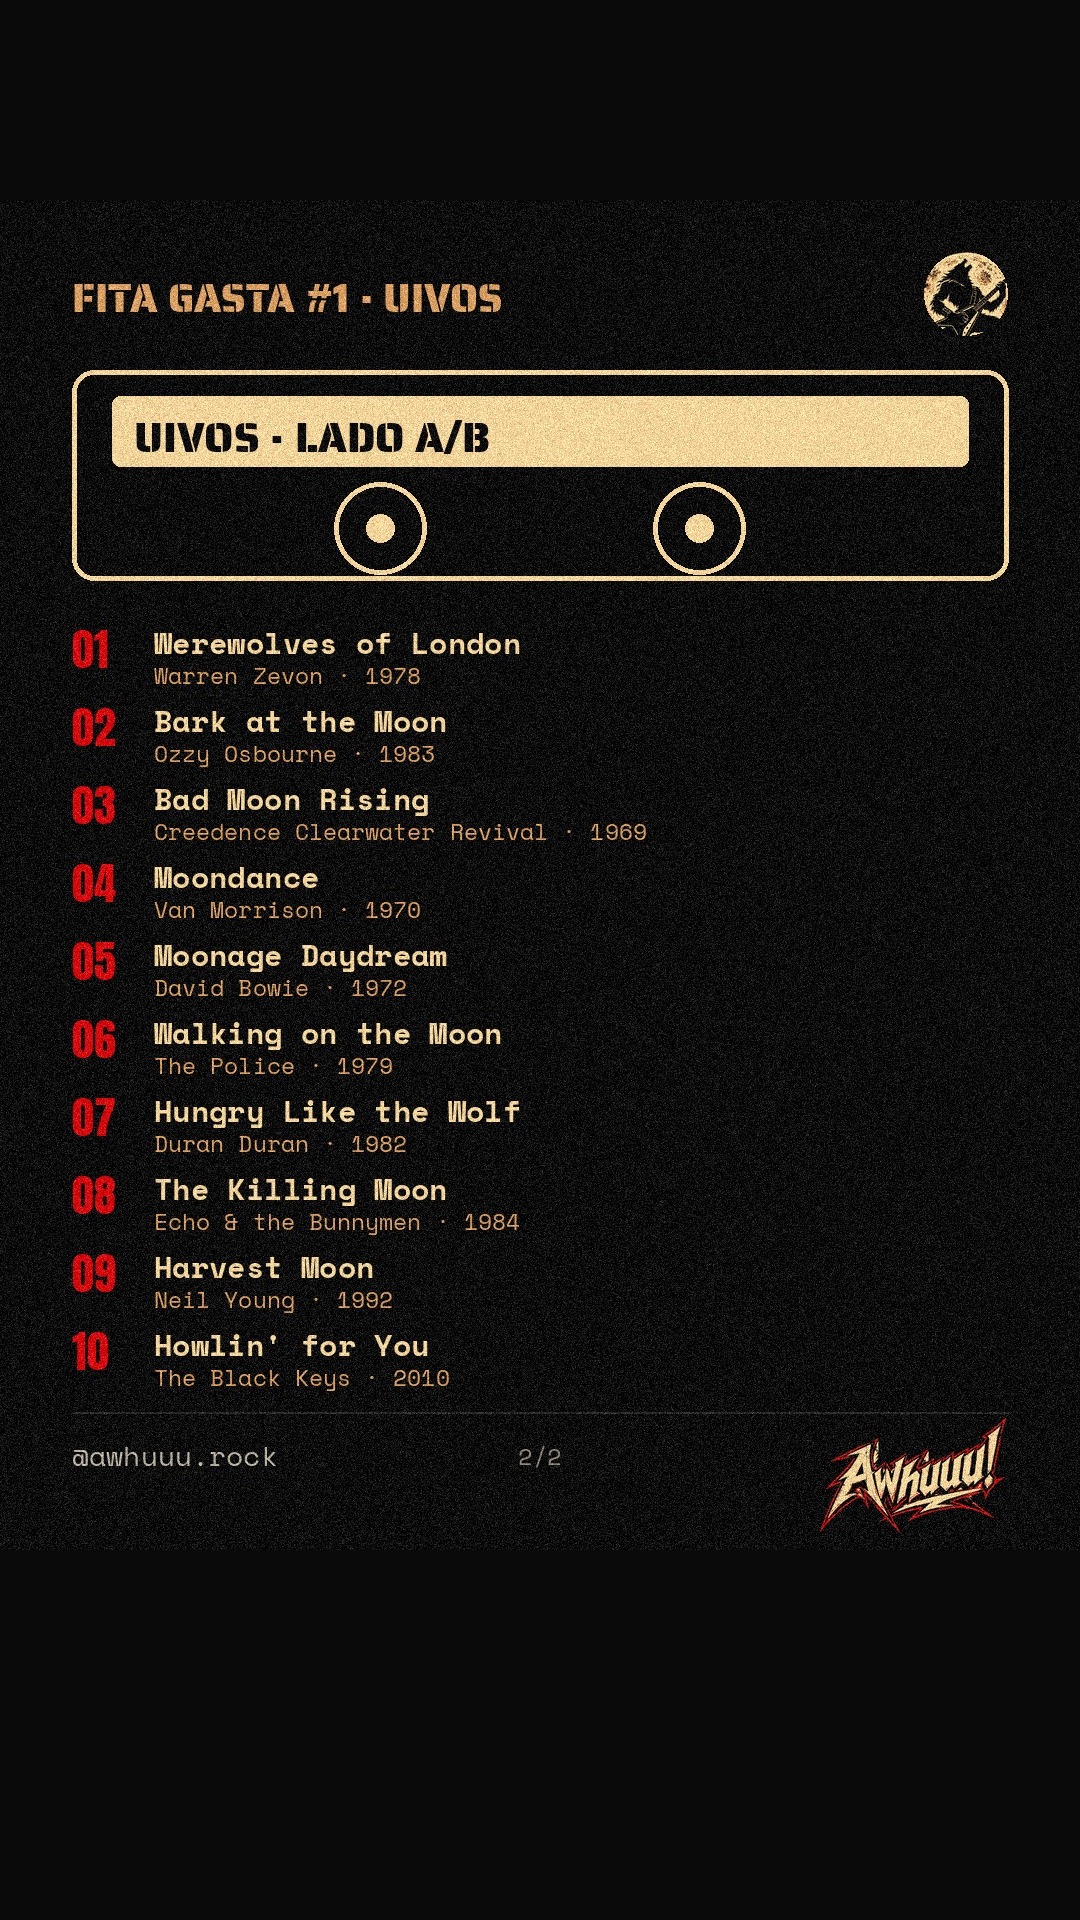 FITA GASTA #1 · UIVOS
UIVOS · LADO A/B
01 Werewolves of London
Warren Zevon · 1978
02 Bark at the Moon
Ozzy Osbourne · 1983
03 Bad Moon Rising
Creedence Clearwater Revival · 1969
04 Moondance
Van Morrison · 1970
05 Moonage Daydream
David Bowie · 1972
06 Walking on the Moon
The Police · 1979
07 Hungry Like the Wolf
Duran Duran · 1982
08 The Killing Moon
Echo & the Bunnymen · 1984
09 Harvest Moon
Neil Young · 1992
10 Howlin' for You
The Black Keys · 2010
@awhuuu.rock 2/2 Awhuuu!